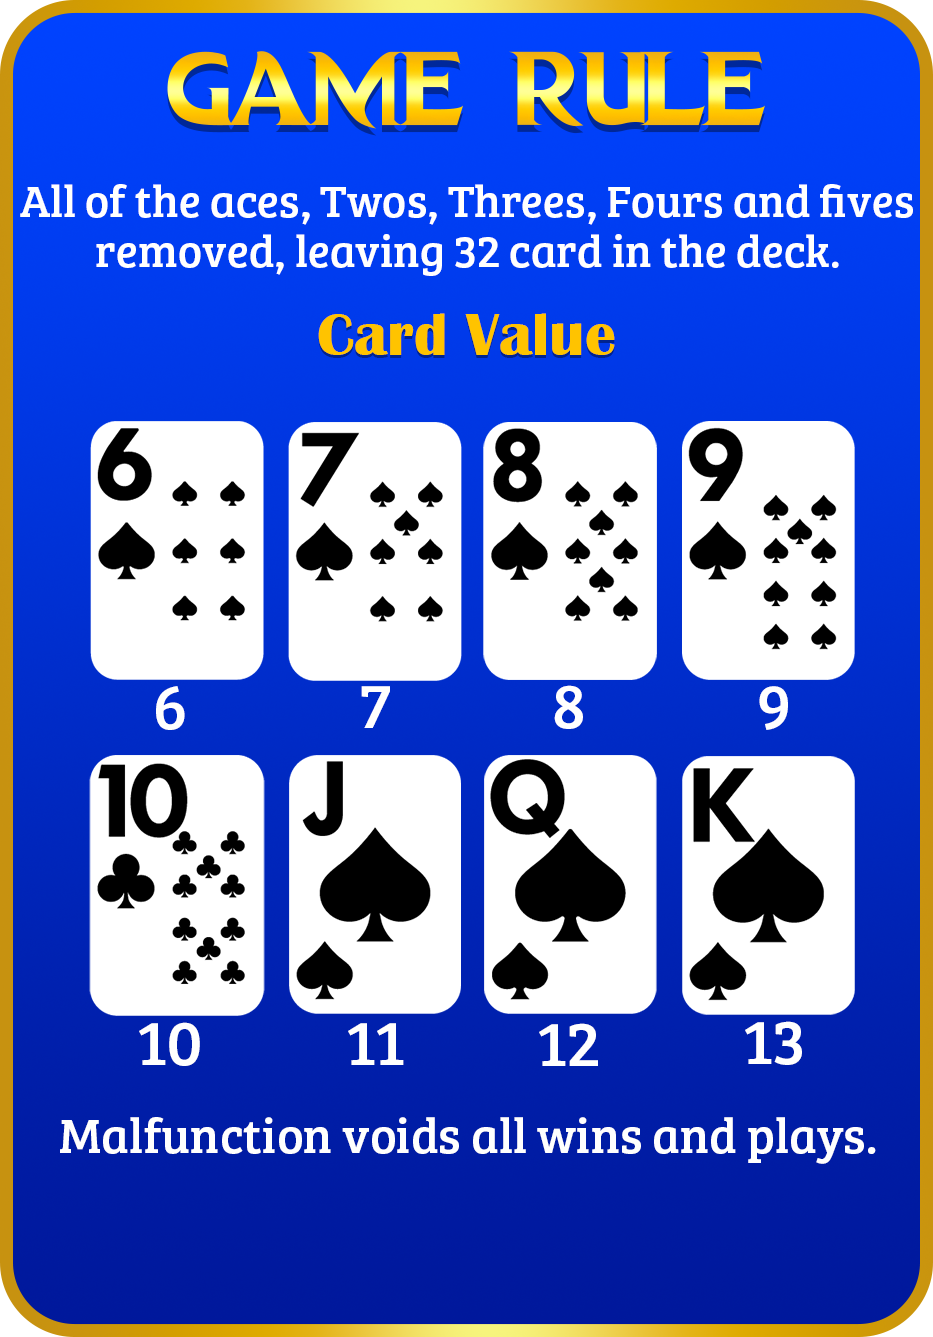 GAME RULE
All of the aces, Twos, Threes, Fours and fives
removed, leaving 32 card in the deck.
Card Value
6 7 8 9
6 7 8 9
10 J Q K
10 11 12 13
Malfunction voids all wins and plays.